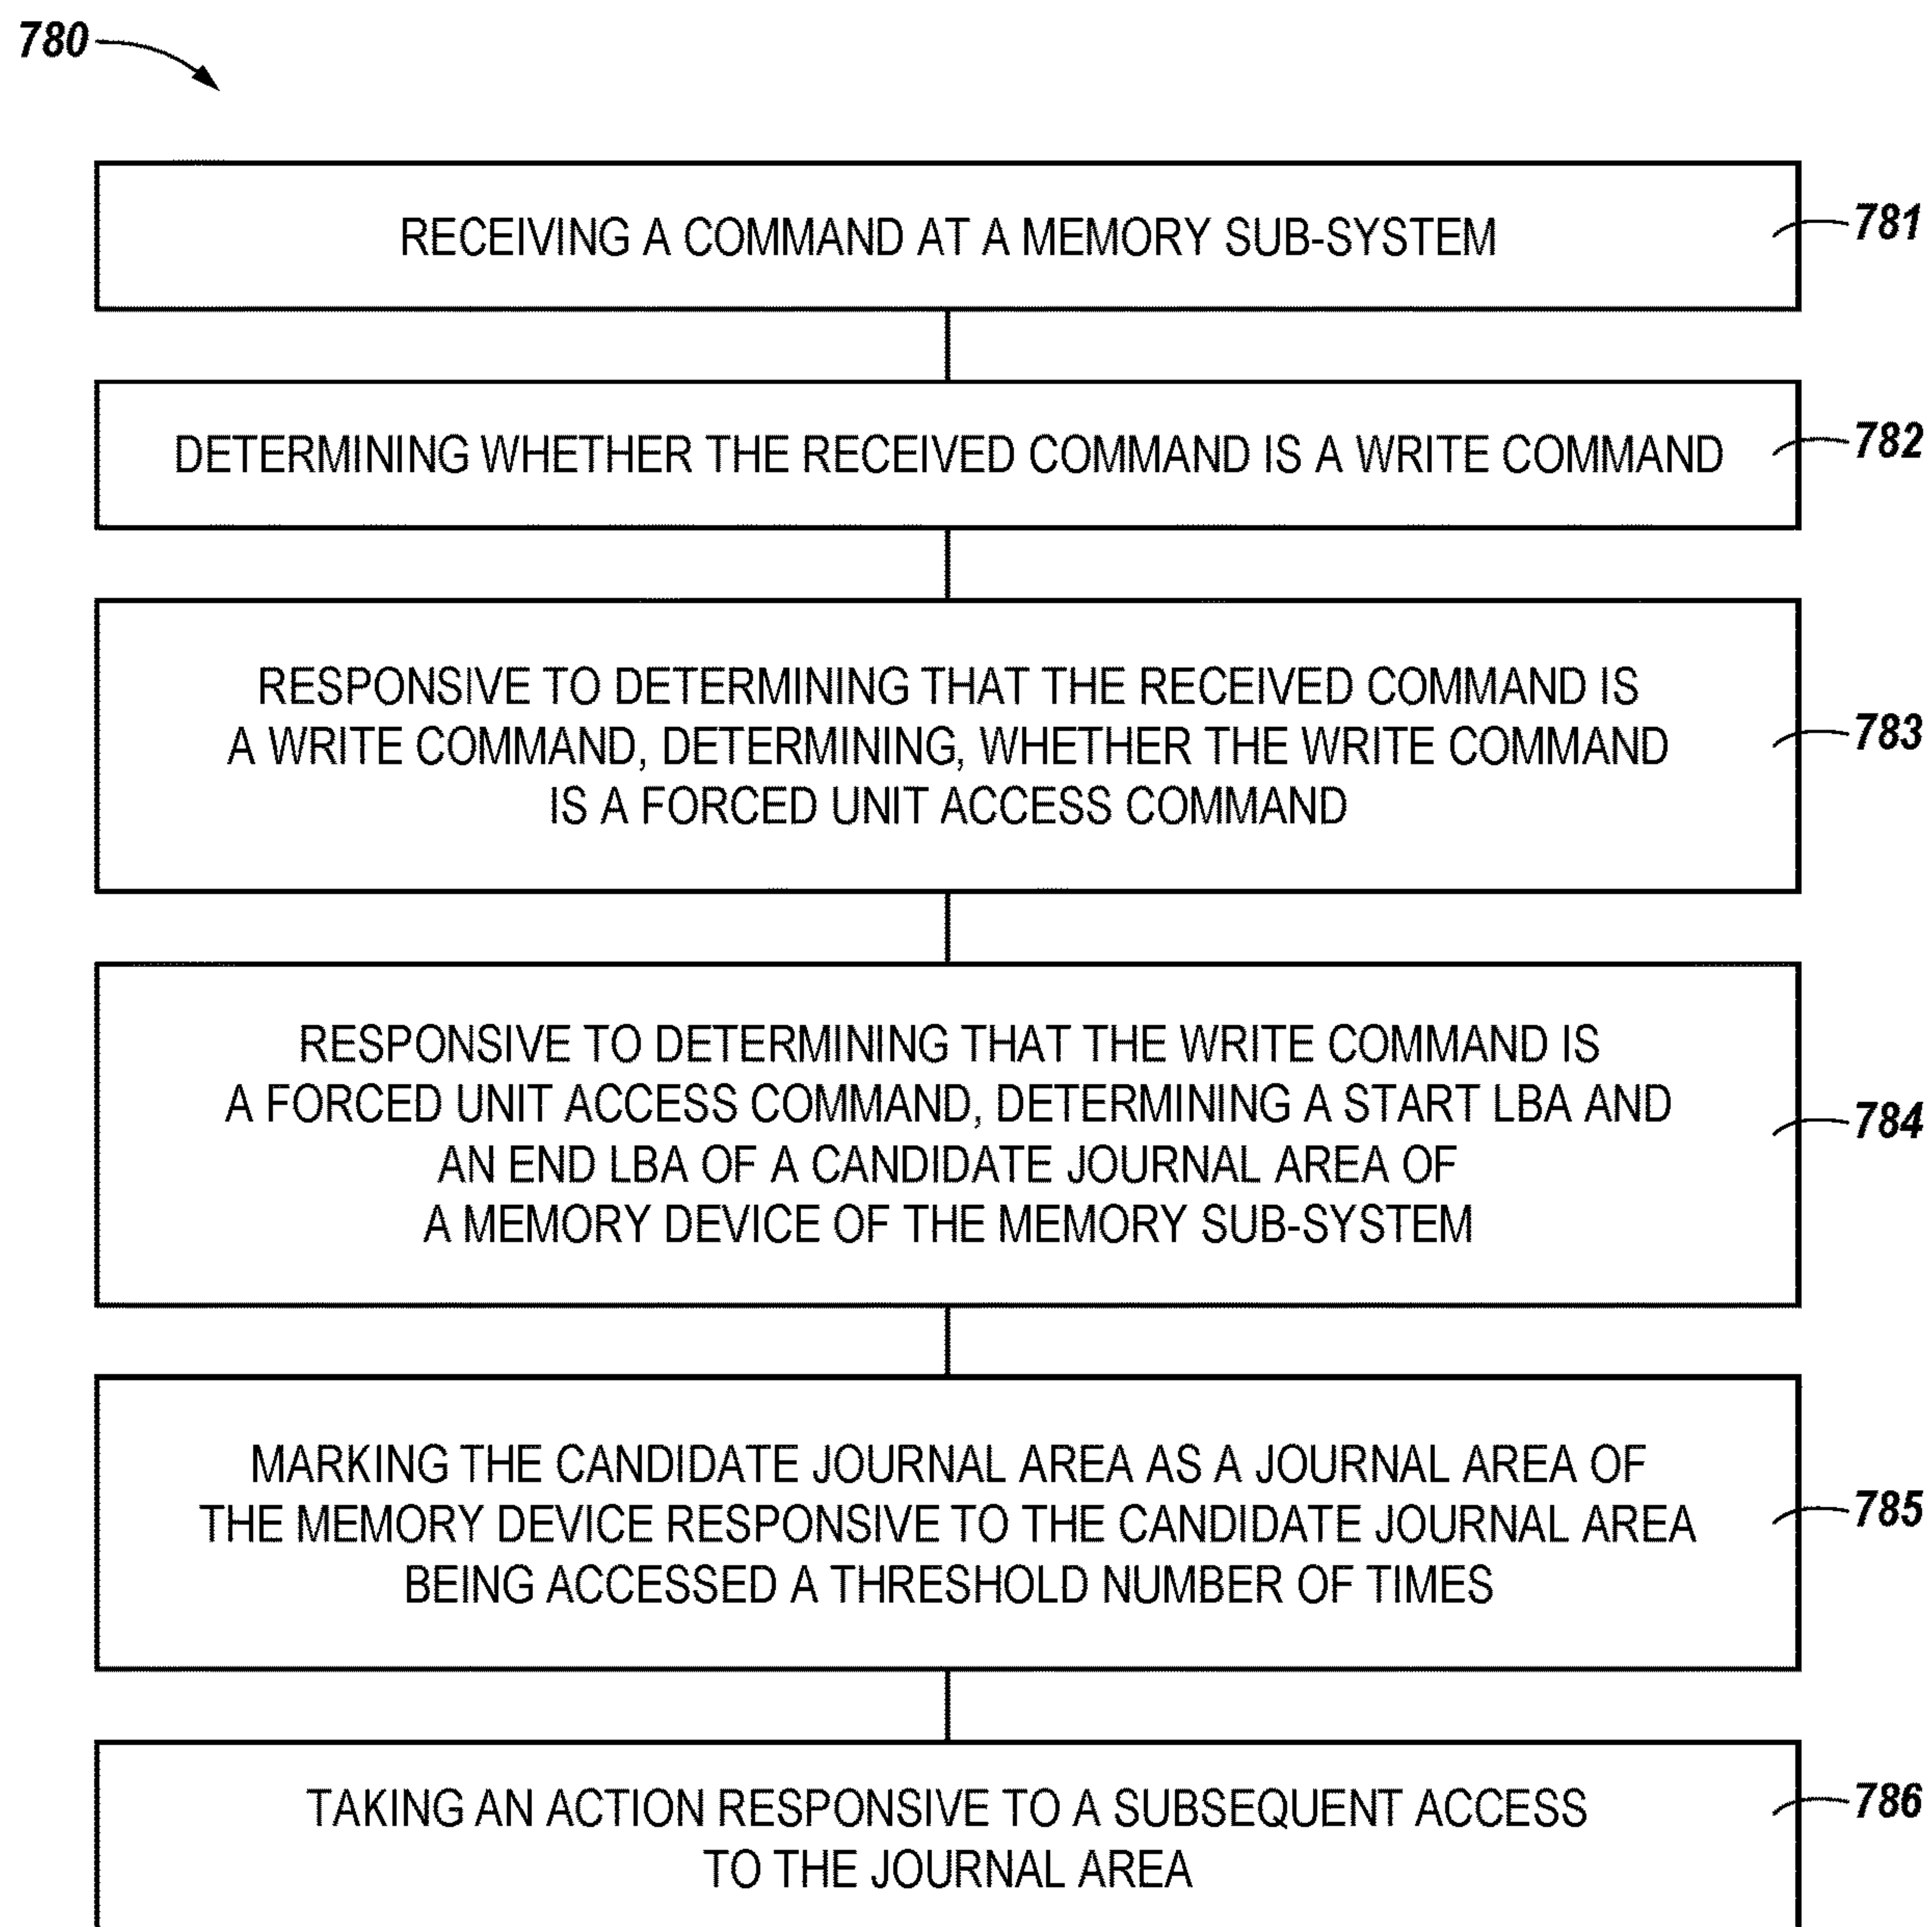 780
RECEIVING A COMMAND AT A MEMORY SUB-SYSTEM
781
DETERMINING WHETHER THE RECEIVED COMMAND IS A WRITE COMMAND
782
RESPONSIVE TO DETERMINING THAT THE RECEIVED COMMAND IS
A WRITE COMMAND, DETERMINING, WHETHER THE WRITE COMMAND
IS A FORCED UNIT ACCESS COMMAND
783
RESPONSIVE TO DETERMINING THAT THE WRITE COMMAND IS
A FORCED UNIT ACCESS COMMAND, DETERMINING A START LBA AND
AN END LBA OF A CANDIDATE JOURNAL AREA OF
A MEMORY DEVICE OF THE MEMORY SUB-SYSTEM
784
MARKING THE CANDIDATE JOURNAL AREA AS A JOURNAL AREA OF
THE MEMORY DEVICE RESPONSIVE TO THE CANDIDATE JOURNAL AREA
BEING ACCESSED A THRESHOLD NUMBER OF TIMES
785
TAKING AN ACTION RESPONSIVE TO A SUBSEQUENT ACCESS
TO THE JOURNAL AREA
786